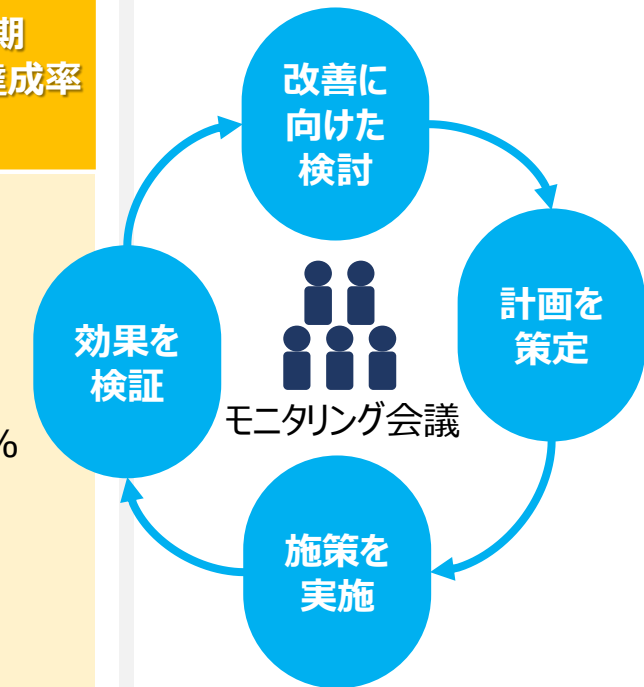 期
達成率
%
改善に
向けた
検討
計画を
策定
施策を
実施
効果を
検証
モニタリング会議